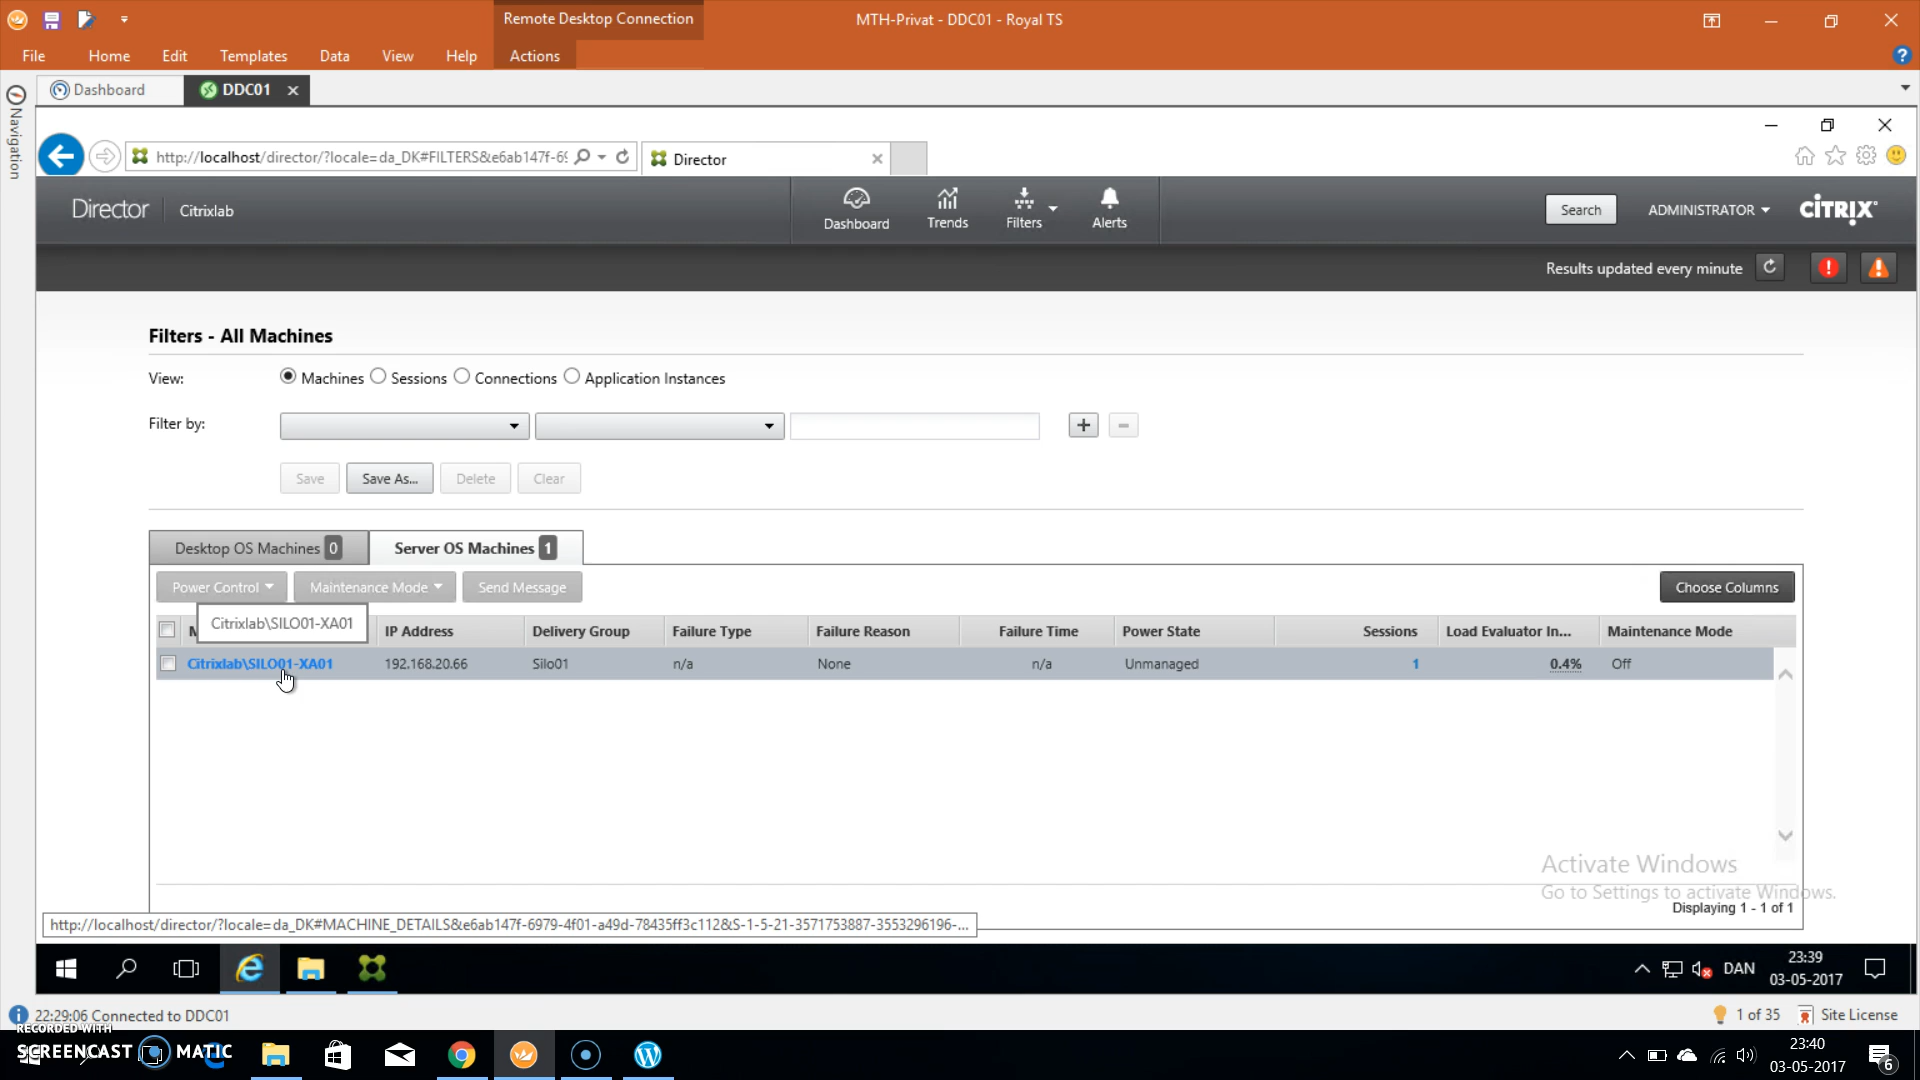 Remote Desktop Connection
MTH-Privat - DDC01 - Royal TS
File Home Edit Templates Data View Help Actions
Navigation
Dashboard
DDC01
http://localhost/director/?locale=da_DK#FILTERS&e6ab147f-6
Director
Director
Citrixlab
Dashboard
Trends
Filters
Alerts
Search
ADMINISTRATOR
CİTRIX
Results updated every minute
Filters - All Machines
View:
Machines Sessions Connections Application Instances
Filter by:
Save Save As... Delete Clear
Desktop OS Machines 0
Server OS Machines 1
Power Control Maintenance Mode Send Message
Choose Columns
Citrixlab\SILO01-XA01
IP Address Delivery Group Failure Type Failure Reason Failure Time Power State Sessions Load Evaluator In... Maintenance Mode
Citrixlab\SILO01-XA01 192.168.20.66 Silo01 n/a None n/a Unmanaged 1 0.4% Off
Activate Windows
Go to Settings to activate Windows.
Displaying 1 - 1 of 1
http://localhost/director/?locale=da_DK#MACHINE_DETAILS&e6ab147f-6979-4f01-a49d-78435ff3c112&S-1-5-21-3571753887-3553296196-...
DAN
23:39
03-05-2017
22:29:06 Connected to DDC01
1 of 35
Site License
RECORDED WITH
SCREENCAST MATIC
23:40
03-05-2017
6